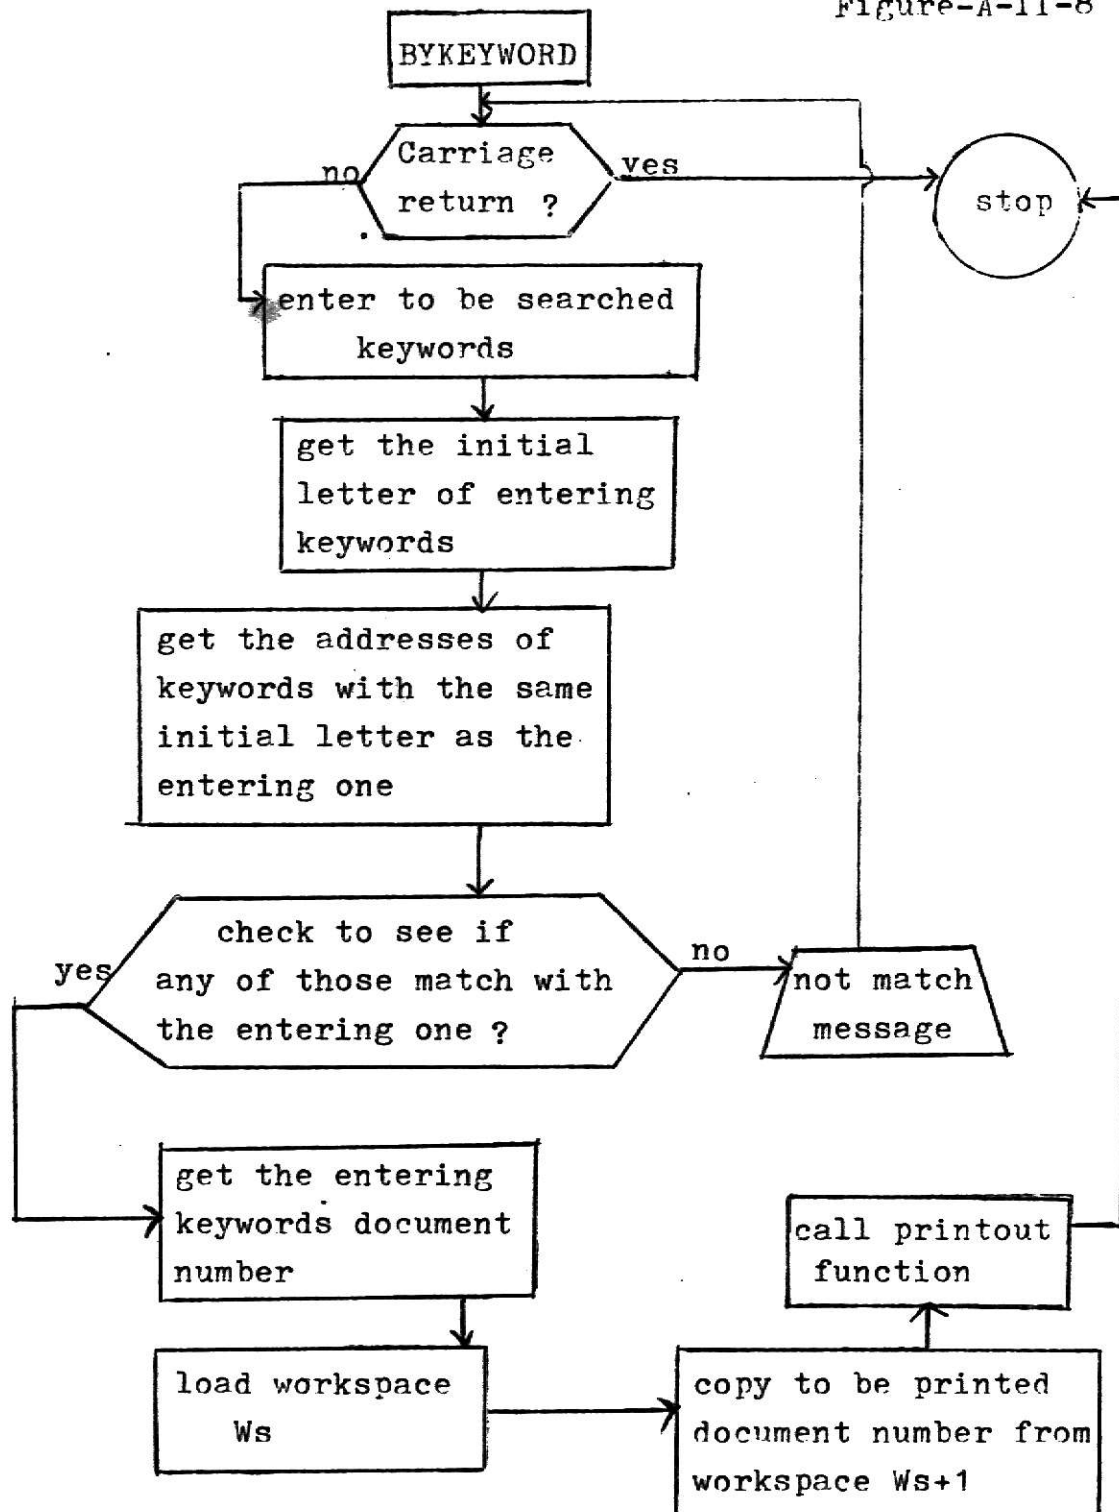 Figure-A-11-8
BYKEYWORD
Carriage
return ?
no
yes
stop
enter to be searched
keywords
get the initial
letter of entering
keywords
get the addresses of
keywords with the same
initial letter as the
entering one
check to see if
any of those match with
the entering one ?
yes
no
not match
message
get the entering
keywords document
number
call printout
function
load workspace
Ws
copy to be printed
document number from
workspace Ws+1